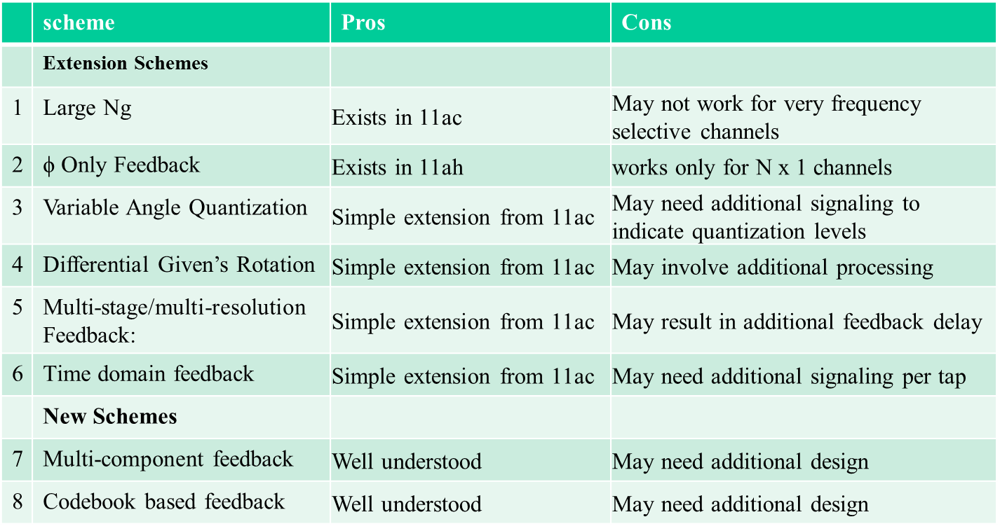 scheme Pros Cons
Extension Schemes
1 Large Ng Exists in 11ac May not work for very frequency
selective channels
2 ϕ Only Feedback Exists in 11ah works only for N x 1 channels
3 Variable Angle Quantization Simple extension from 11ac May need additional signaling to
indicate quantization levels
4 Differential Given’s Rotation Simple extension from 11ac May involve additional processing
5 Multi-stage/multi-resolution
Feedback: Simple extension from 11ac May result in additional feedback delay
6 Time domain feedback Simple extension from 11ac May need additional signaling per tap
New Schemes
7 Multi-component feedback Well understood May need additional design
8 Codebook based feedback Well understood May need additional design